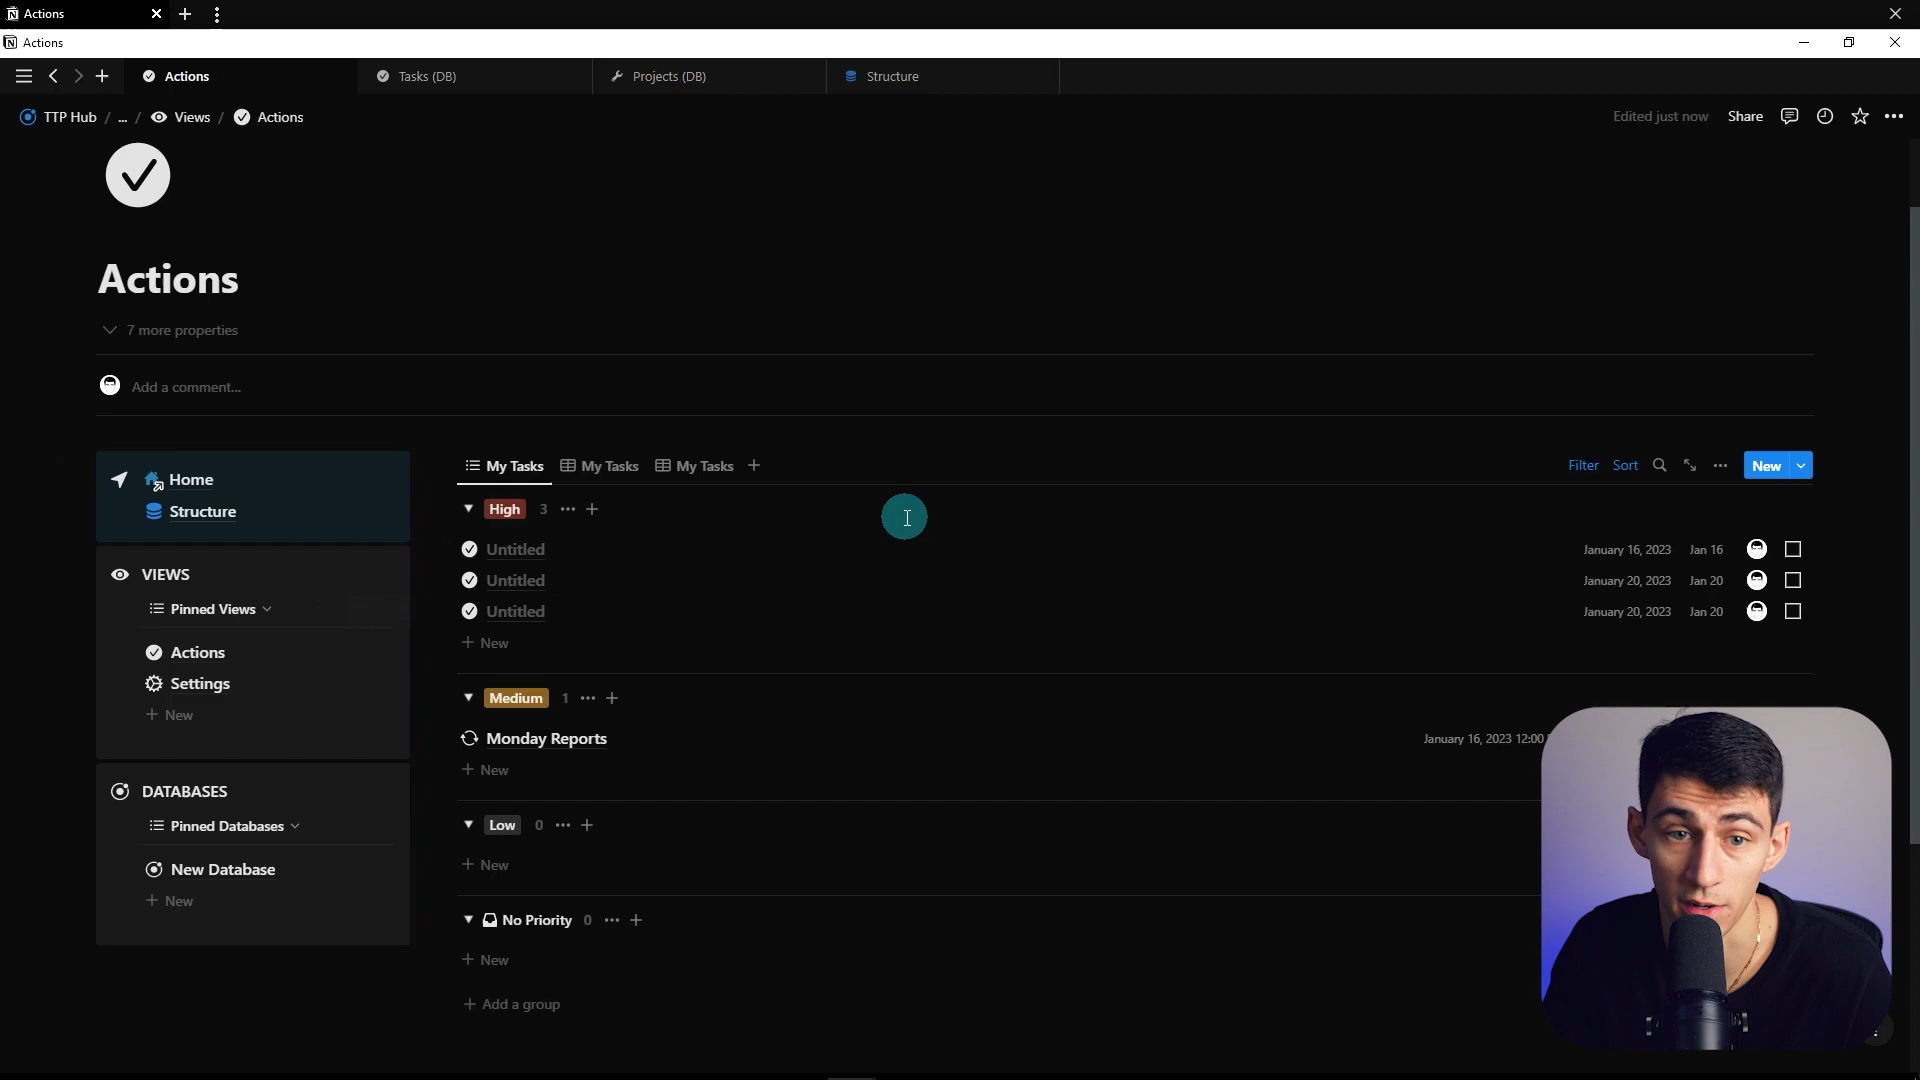 Actions
Actions
Actions
Tasks (DB)
Projects (DB)
Structure
TTP Hub / ... / Views / Actions
Edited just now
Share
Actions
7 more properties
Add a comment...
Home
Structure
VIEWS
Pinned Views
Actions
Settings
New
DATABASES
Pinned Databases
New Database
New
My Tasks
My Tasks
My Tasks
Filter
Sort
New
High 3
Untitled January 16, 2023 Jan 16
Untitled January 20, 2023 Jan 20
Untitled January 20, 2023 Jan 20
New
Medium 1
Monday Reports January 16, 2023 12:00
New
Low 0
New
No Priority 0
New
Add a group